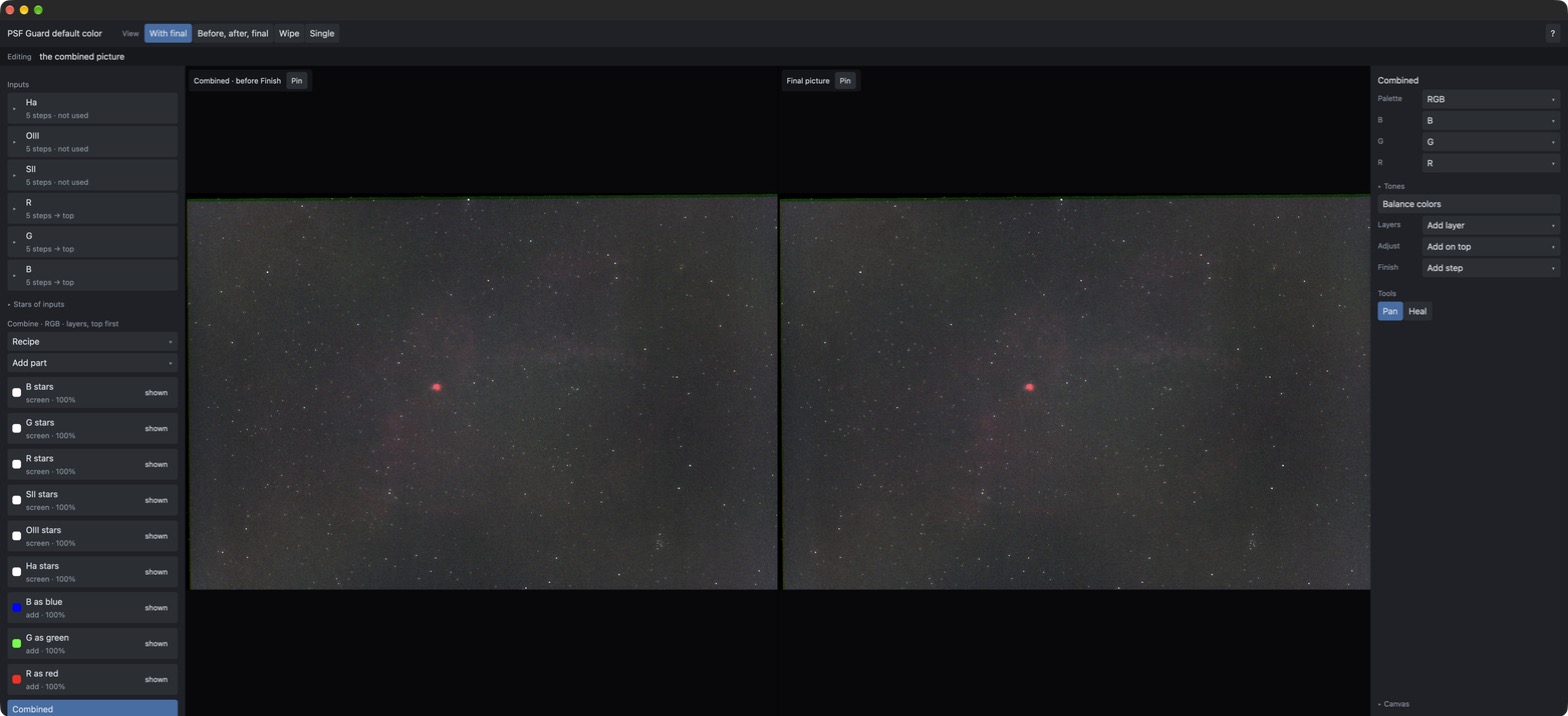 PSF Guard default color
View
With final
Before, after, final
Wipe
Single
?
Editing the combined picture
Inputs
Ha
5 steps · not used
OIII
5 steps · not used
SII
5 steps · not used
R
5 steps → top
G
5 steps → top
B
5 steps → top
Stars of inputs
Combine · RGB · layers, top first
Recipe
Add part
B stars
screen · 100%
shown
G stars
screen · 100%
shown
R stars
screen · 100%
shown
SII stars
screen · 100%
shown
OIII stars
screen · 100%
shown
Ha stars
screen · 100%
shown
B as blue
add · 100%
shown
G as green
add · 100%
shown
R as red
add · 100%
shown
Combined
Combined · before Finish
Pin
Final picture
Pin
Combined
Palette RGB
B B
G G
R R
Tones
Balance colors
Layers Add layer
Adjust Add on top
Finish Add step
Tools
Pan
Heal
Canvas